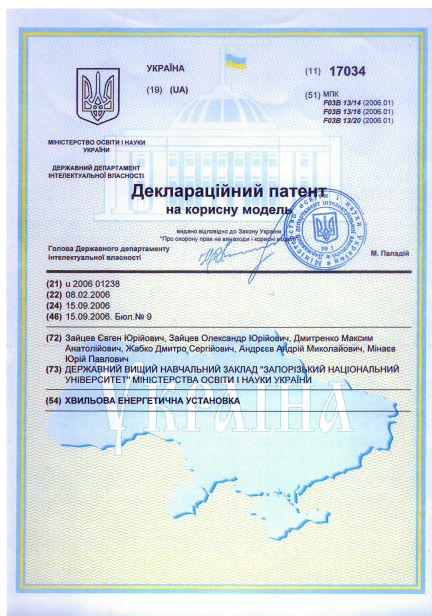 УКРАЇНА
(19) (UA)
(11) 17034
(51) МПК
F03B 13/14 (2006.01)
F03B 13/16 (2006.01)
F03B 13/20 (2006.01)
МІНІСТЕРСТВО ОСВІТИ І НАУКИ
УКРАЇНИ
ДЕРЖАВНИЙ ДЕПАРТАМЕНТ
ІНТЕЛЕКТУАЛЬНОЇ ВЛАСНОСТІ
Деклараційний патент
на корисну модель
видано відповідно до Закону України
"Про охорону прав на винаходи і корисні моделі"
Голова Державного департаменту
інтелектуальної власності
М. Паладій
(21) u 2006 01238
(22) 08.02.2006
(24) 15.09.2006
(46) 15.09.2006. Бюл.№ 9
(72) Зайцев Євген Юрійович, Зайцев Олександр Юрійович, Дмитренко Максим
Анатолійович, Жабко Дмитро Сергійович, Андрєєв Андрій Миколайович, Мінаєв
Юрій Павлович
(73) ДЕРЖАВНИЙ ВИЩИЙ НАВЧАЛЬНИЙ ЗАКЛАД "ЗАПОРІЗЬКИЙ НАЦІОНАЛЬНИЙ
УНІВЕРСИТЕТ" МІНІСТЕРСТВА ОСВІТИ І НАУКИ УКРАЇНИ
(54) ХВИЛЬОВА ЕНЕРГЕТИЧНА УСТАНОВКА
УКРАЇНА